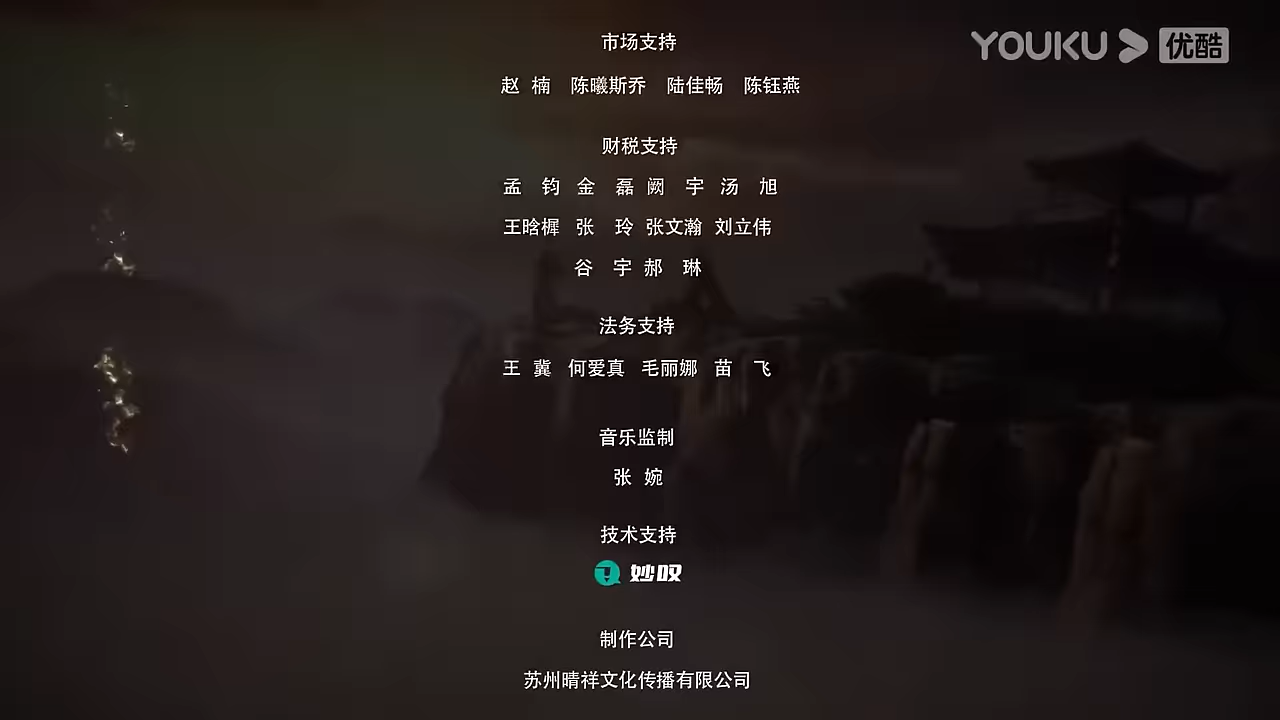 YOUKU 优酷
市场支持
赵 楠 陈曦斯乔 陆佳畅 陈钰燕
财税支持
孟 钧 金 磊 阙 宇 汤 旭
王晗樨 张 玲 张文瀚 刘立伟
谷 宇 郝 琳
法务支持
王 冀 何爱真 毛丽娜 苗 飞
音乐监制
张 婉
技术支持
妙叹
制作公司
苏州晴祥文化传播有限公司